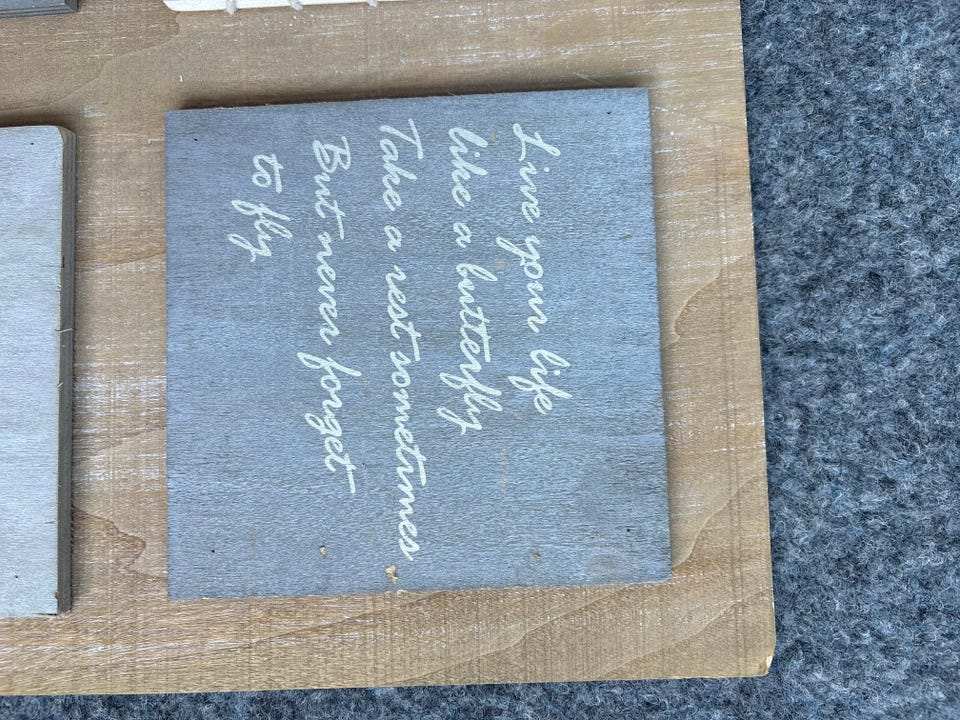 Live your life
like a butterfly
Take a rest sometimes
But never forget
to fly